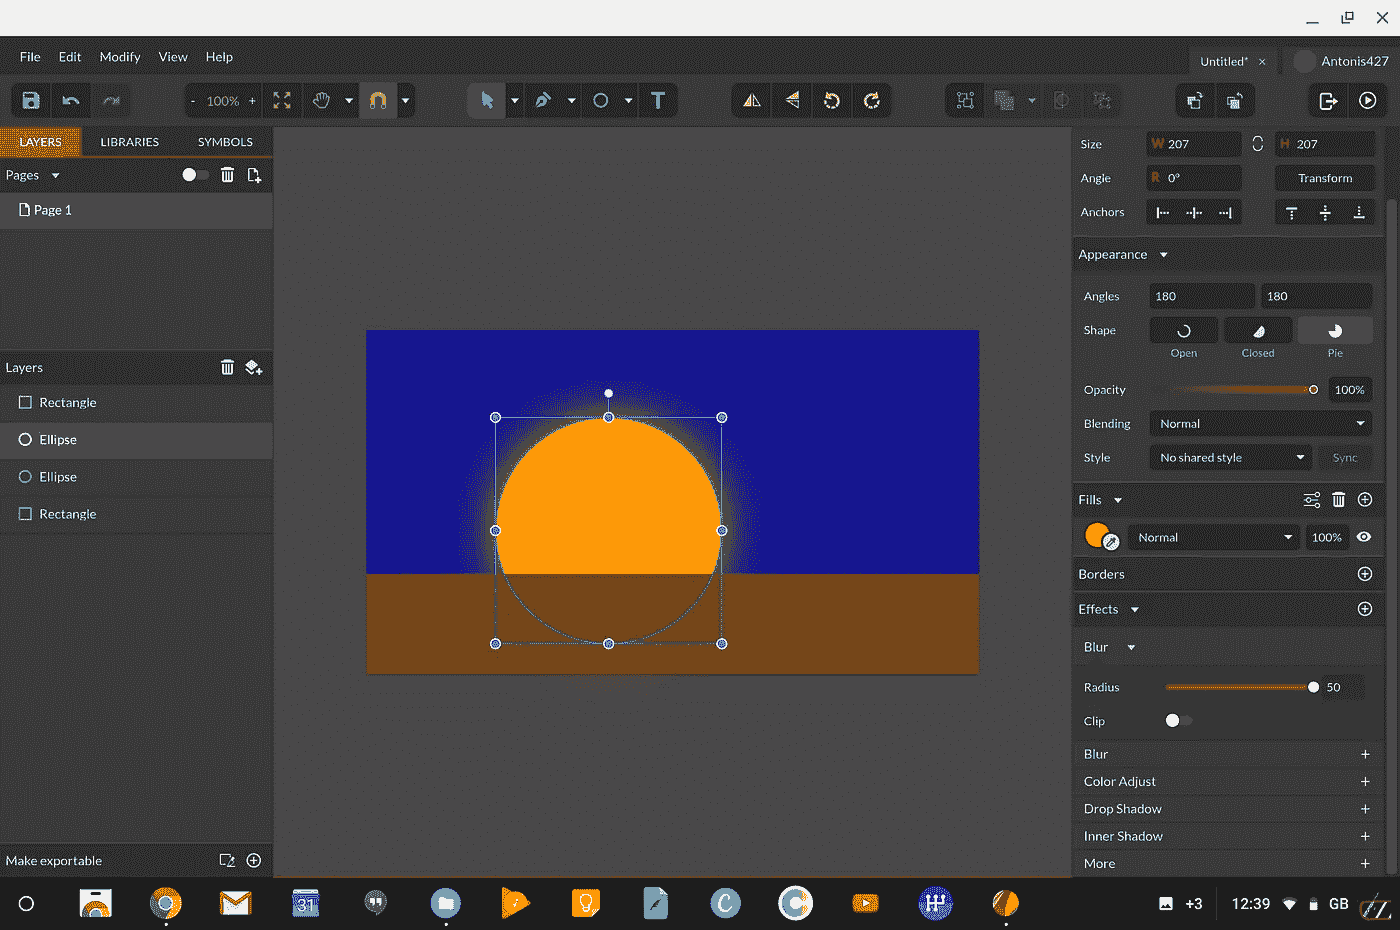 File Edit Modify View Help
Untitled* × Antonis427
- 100% + T
LAYERS LIBRARIES SYMBOLS
Pages
Page 1
Layers
Rectangle
Ellipse
Ellipse
Rectangle
Make exportable
Size W 207 H 207
Angle R 0° Transform
Anchors
Appearance
Angles 180 180
Shape
Open Closed Pie
Opacity 100%
Blending Normal
Style No shared style Sync
Fills
Normal 100%
Borders
Effects
Blur
Radius 50
Clip
Blur +
Color Adjust +
Drop Shadow +
Inner Shadow +
More +
31
+3 12:39 GB